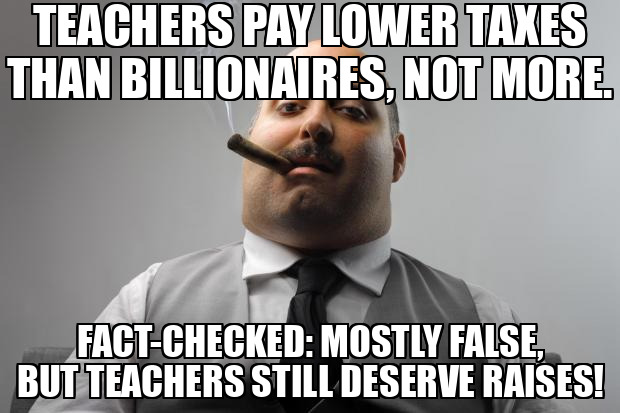 TEACHERS PAY LOWER TAXES
THAN BILLIONAIRES, NOT MORE.
FACT-CHECKED: MOSTLY FALSE,
BUT TEACHERS STILL DESERVE RAISES!